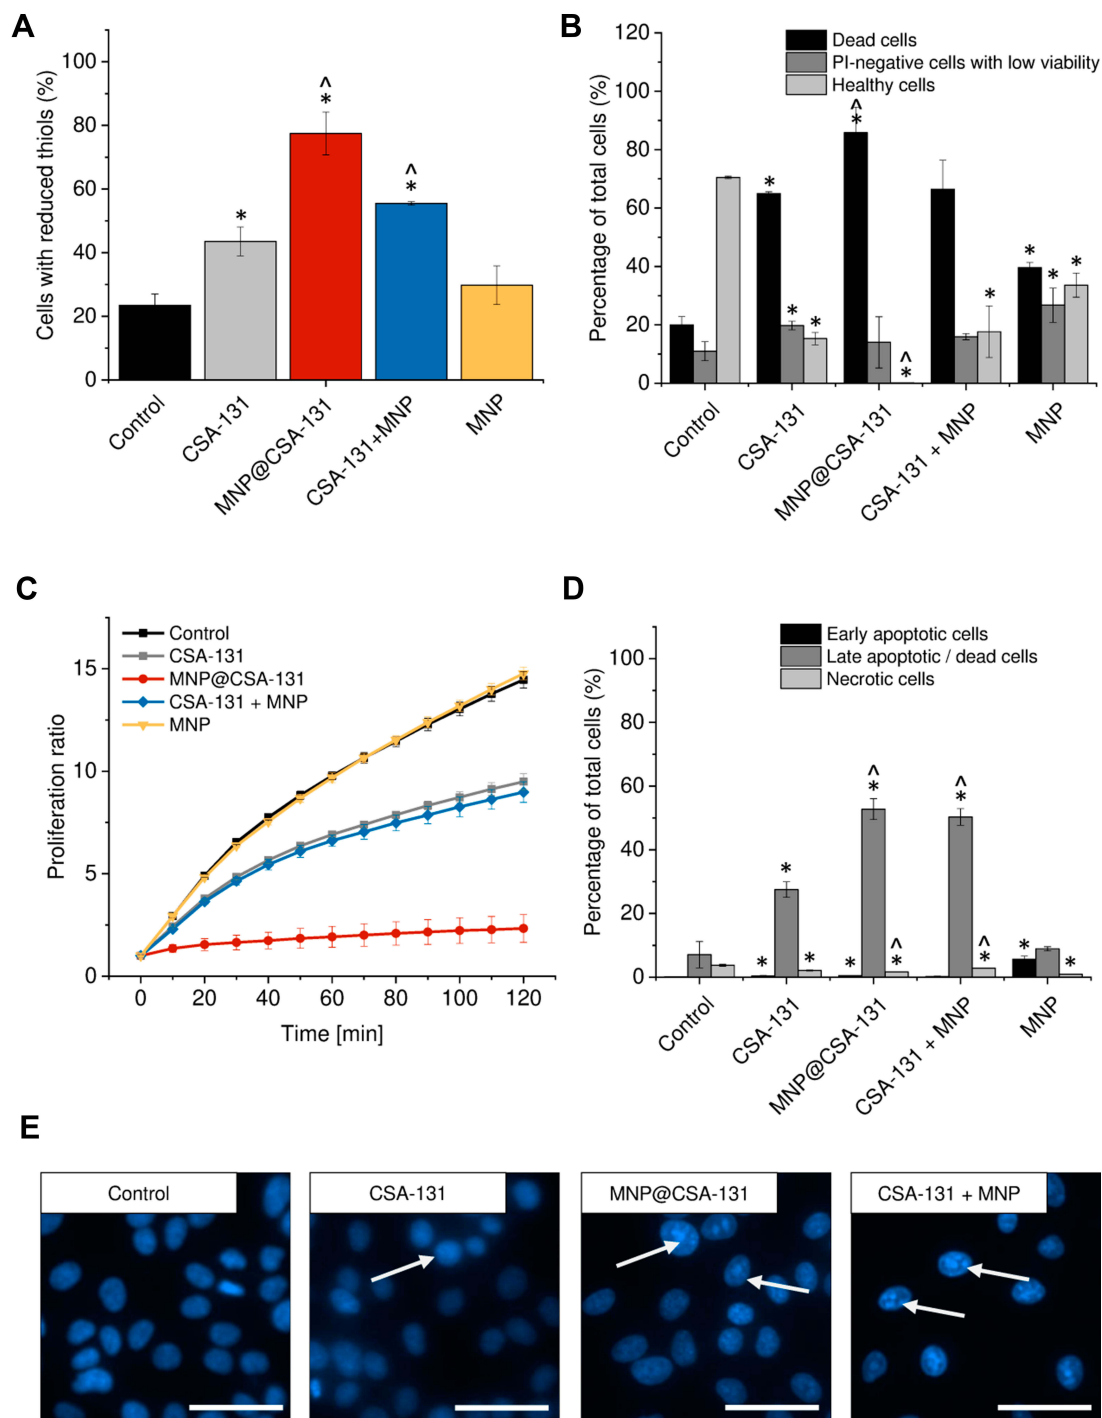 A
Cells with reduced thiols (%)
100
80
60
40
20
0
^
*
^
*
*
Control
CSA-131
MNP@CSA-131
CSA-131+MNP
MNP
B
Percentage of total cells (%)
120
100
80
60
40
20
0
Dead cells
PI-negative cells with low viability
Healthy cells
^
*
*
*
*
*
*
*
*
^
*
Control
CSA-131
MNP@CSA-131
CSA-131 + MNP
MNP
C
Proliferation ratio
15
10
5
0
Control
CSA-131
MNP@CSA-131
CSA-131 + MNP
MNP
0 20 40 60 80 100 120
Time [min]
D
Percentage of total cells (%)
100
80
60
40
20
0
Early apoptotic cells
Late apoptotic / dead cells
Necrotic cells
^ ^
* *
*
^ ^
* * * * * * *
Control
CSA-131
MNP@CSA-131
CSA-131 + MNP
MNP
E
Control
CSA-131
MNP@CSA-131
CSA-131 + MNP